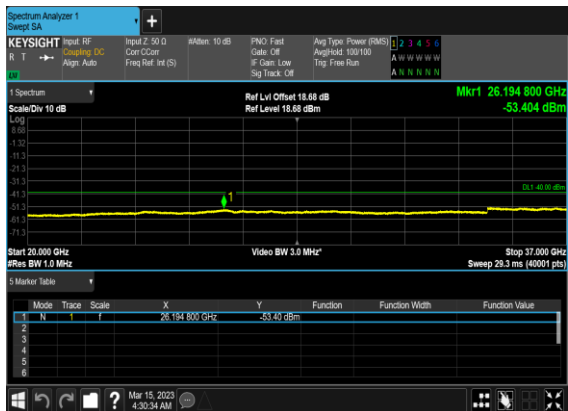 Spectrum Analyzer 1
Swept SA
+
KEYSIGHT Input: RF Input Z: 50 Ω #Atten: 10 dB PNO: Fast Avg Type: Power (RMS) 1 2 3 4 5 6
R T Coupling: DC Corr CCorr Gate: Off Avg|Hold: 100/100 A W W W W W
Align: Auto Freq Ref: Int (S) IF Gain: Low Trig: Free Run A N N N N N
LXI Sig Track: Off
1 Spectrum Ref Lvl Offset 18.68 dB Mkr1 26.194 800 GHz
Scale/Div 10 dB Ref Level 18.68 dBm -53.404 dBm
Log
8.68
-1.32
-11.3
-21.3
-31.3
-41.3 DL1 -40.00 dBm
1
-51.3
-61.3
-71.3
Start 20.000 GHz Video BW 3.0 MHz* Stop 37.000 GHz
#Res BW 1.0 MHz Sweep 29.3 ms (40001 pts)
5 Marker Table
Mode Trace Scale X Y Function Function Width Function Value
1 N 1 f 26.194 800 GHz -53.40 dBm
2
3
4
5
6
? Mar 15, 2023
4:30:34 AM